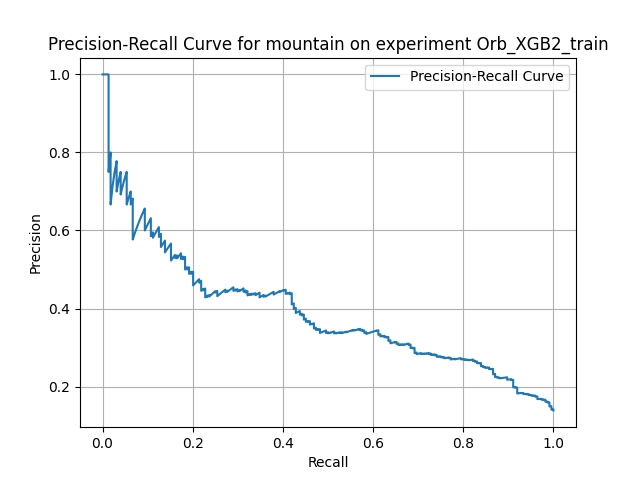 Precision-Recall Curve for mountain on experiment Orb_XGB2_train
Precision-Recall Curve
1.0
0.8
0.6
0.4
0.2
Precision
0.0 0.2 0.4 0.6 0.8 1.0
Recall